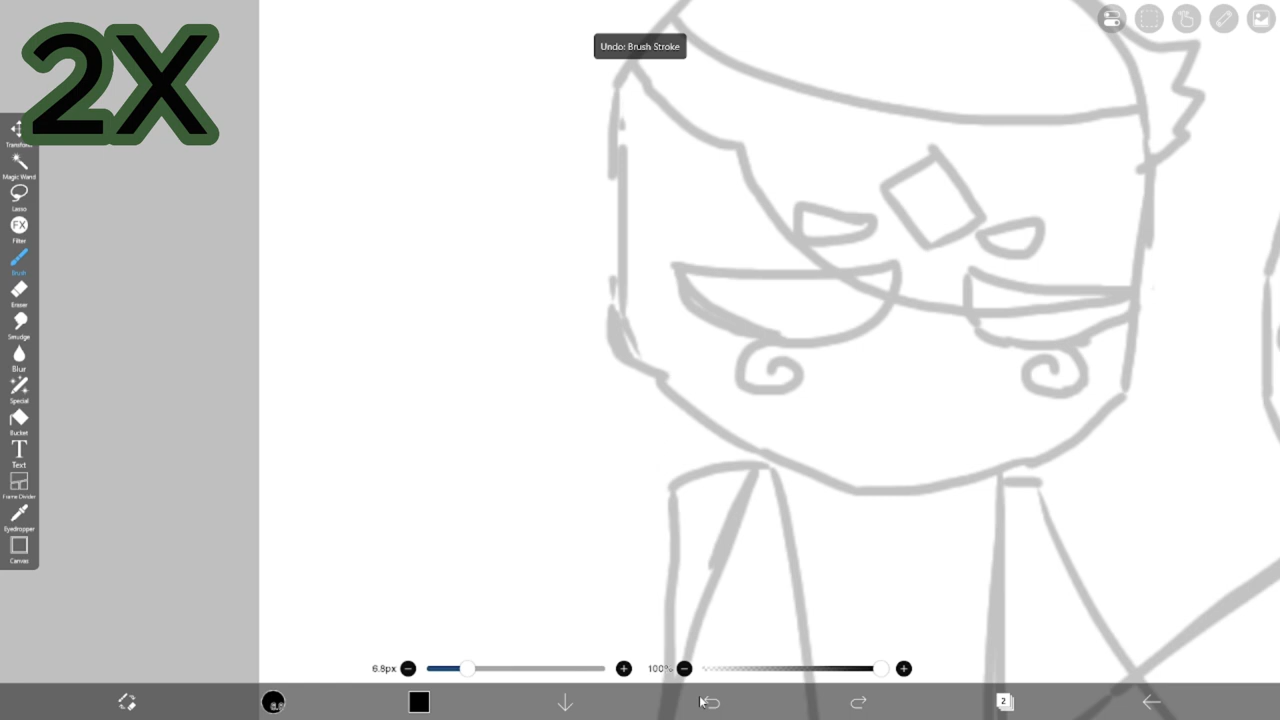 2X
Undo: Brush Stroke
Transform
Magic Wand
Lasso
FX
Filter
Brush
Eraser
Smudge
Blur
Special
Bucket
T
Text
Frame Divider
Eyedropper
Canvas
6.8px
100%
2